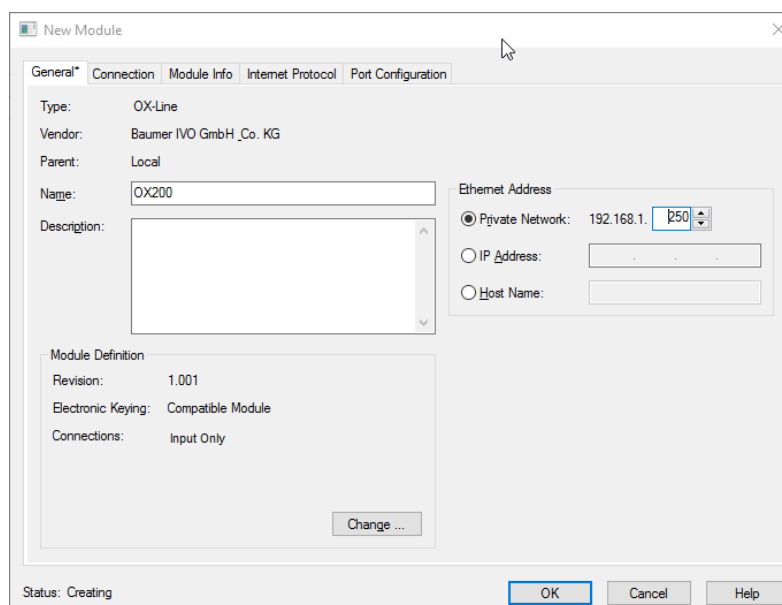 New Module
General* Connection Module Info Internet Protocol Port Configuration
Type: OX-Line
Vendor: Baumer IVO GmbH _Co. KG
Parent: Local
Name: OX200
Description:
Ethernet Address
Private Network: 192.168.1. 250
IP Address: . . .
Host Name:
Module Definition
Revision: 1.001
Electronic Keying: Compatible Module
Connections: Input Only
Change ...
Status: Creating
OK Cancel Help